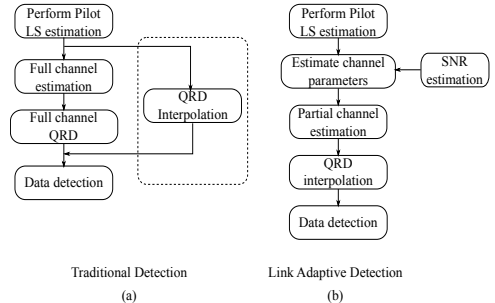 Perform Pilot
LS estimation
Full channel
estimation
Full channel
QRD
QRD
Interpolation
Data detection
Traditional Detection
(a)
Perform Pilot
LS estimation
Estimate channel
parameters
SNR
estimation
Partial channel
estimation
QRD
interpolation
Data detection
Link Adaptive Detection
(b)